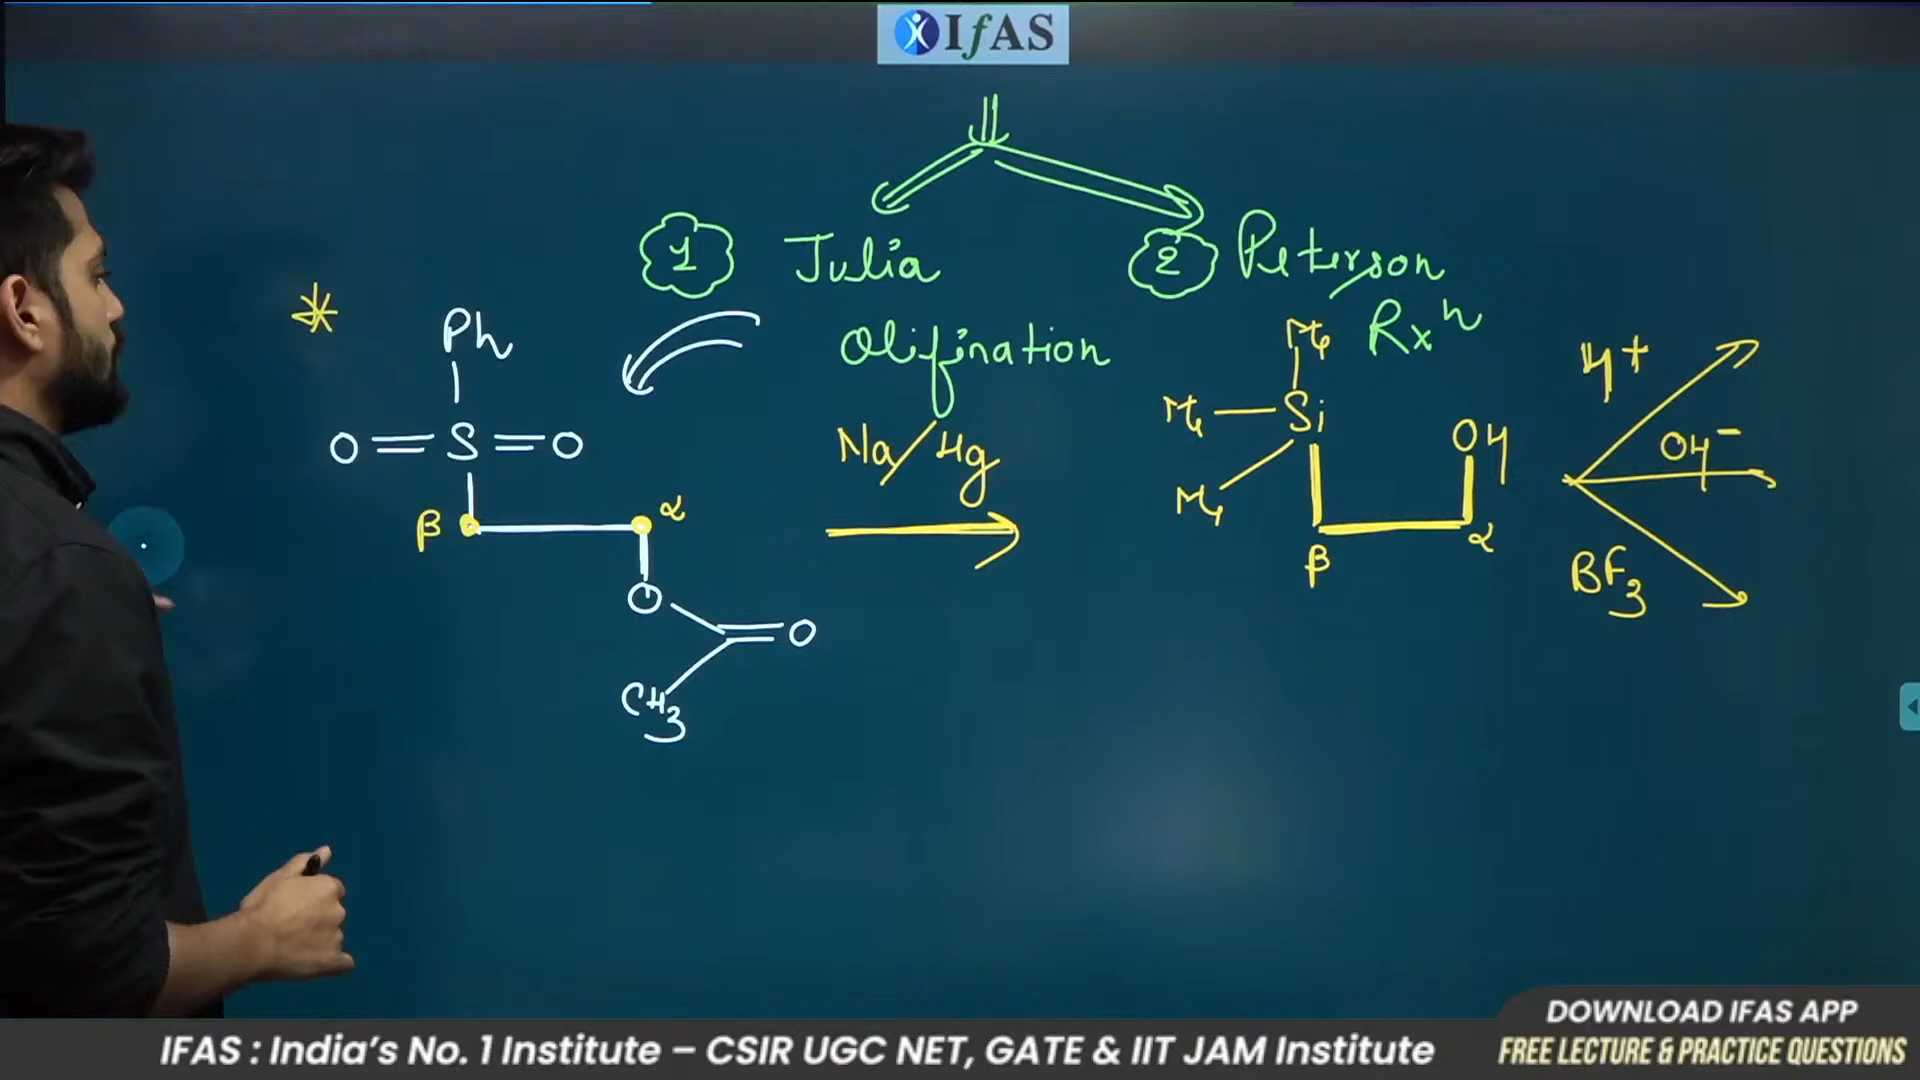 IfAS
1 Julia
Olifination
2 Peterson
Rxn
*
Ph
O=S=O
β
α
O
O
CH3
Na/Hg
Me
Me
Si
Me
OH
β
α
H+
OH-
BF3
DOWNLOAD IFAS APP
FREE LECTURE & PRACTICE QUESTIONS
IFAS : India's No. 1 Institute – CSIR UGC NET, GATE & IIT JAM Institute